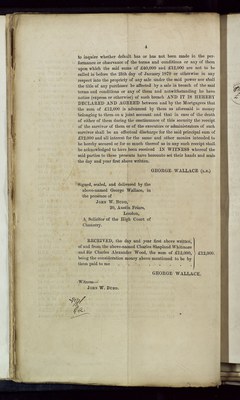 4
to inquire whether default has or has not been made in the per-
formance or observance of the terms and conditions or any of them
upon which the said sums of £60,000 and £12,000 are not to be
called in before the 25th day of January 1879 or otherwise in any
respect into the propriety of any sale under the said power nor shall
the title of any purchaser be affected by a sale in breach of the said
terms and conditions or any of them and notwithstanding he have
notice (express or otherwise) of such breach AND IT IS HEREBY
DECLARED AND AGREED between and by the Mortgagees that
the sum of £12,000 is advanced by them as aforesaid is money
belonging to them on a joint account and that in case of the death
of either of them during the continuance of this security the receipt
of the survivor of them or of the executors or administrators of such
survivor shall be an effectual discharge for the said principal sum of
£12,000 and all interest for the same and other monies intended to
be hereby secured or for so much thereof as in any such receipt shall
be acknowledged to have been received IN WITNESS whereof the
said parties to these presents have hereunto set their hands and seals
the day and year first above written.
GEORGE WALLACE (L.S.)
Signed, sealed, and delivered by the
above-named George Wallace, in
the presence of
JOHN W. BUDD,
26, Austin Friars,
London,
A Solicitor of the High Court of
Chancery.
RECEIVED, the day and year first above written,
of and from the above-named Charles Shepheard Whitmore
and Sir Charles Alexander Wood, the sum of £12,000, £12,000
being the consideration money above mentioned to be by
them paid to me
GEORGE WALLACE.
Witness—
JOHN W. BUDD.